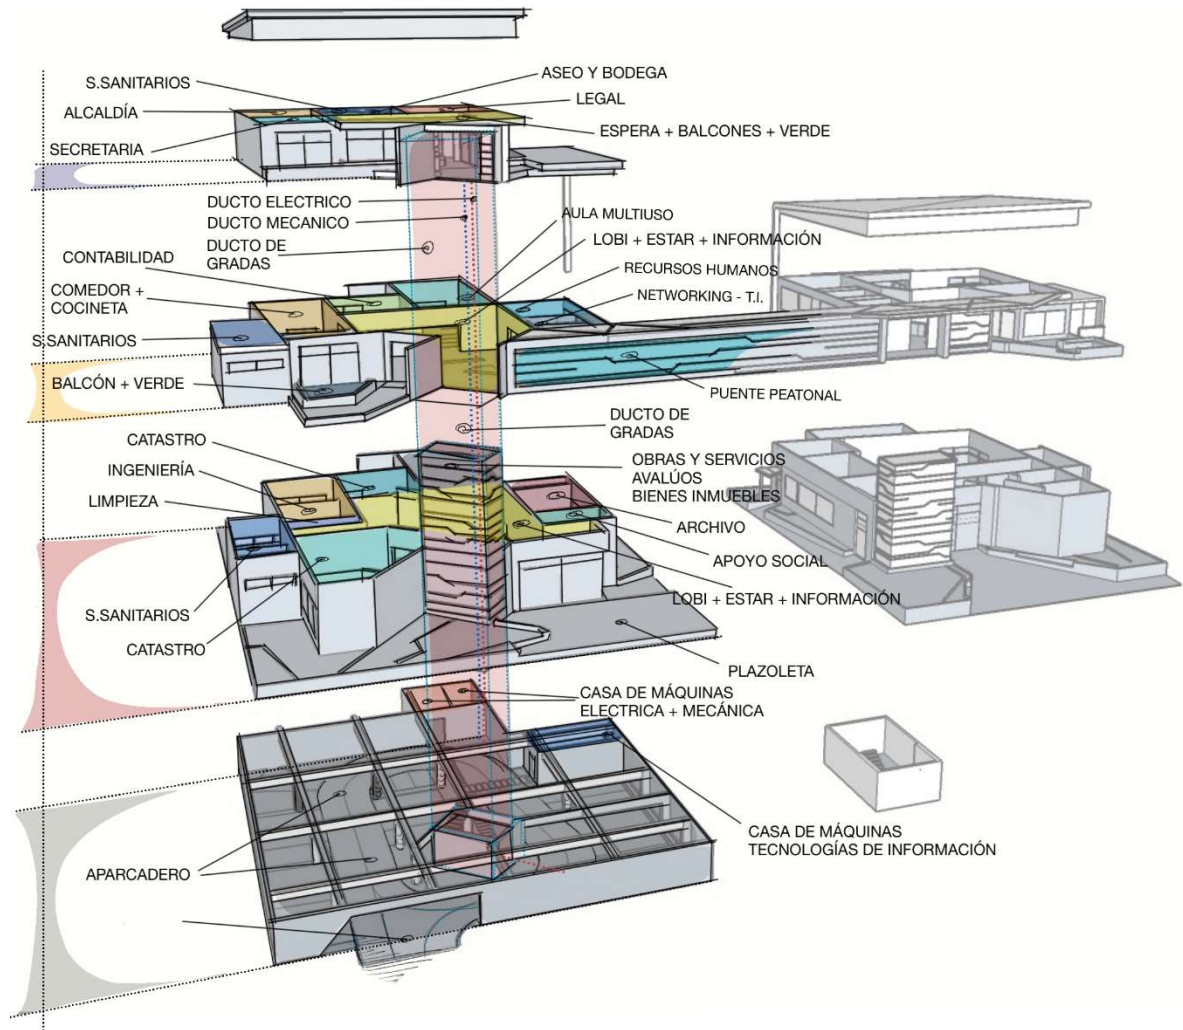 ASEO Y BODEGA
S.SANITARIOS
LEGAL
ALCALDÍA
ESPERA + BALCONES + VERDE
SECRETARIA
DUCTO ELECTRICO
AULA MULTIUSO
DUCTO MECANICO
LOBI + ESTAR + INFORMACIÓN
DUCTO DE
GRADAS
CONTABILIDAD
RECURSOS HUMANOS
COMEDOR +
COCINETA
NETWORKING - T.I.
S.SANITARIOS
BALCÓN + VERDE
PUENTE PEATONAL
DUCTO DE
GRADAS
CATASTRO
OBRAS Y SERVICIOS
AVALÚOS
BIENES INMUEBLES
INGENIERÍA
LIMPIEZA
ARCHIVO
APOYO SOCIAL
LOBI + ESTAR + INFORMACIÓN
S.SANITARIOS
CATASTRO
PLAZOLETA
CASA DE MÁQUINAS
ELECTRICA + MECÁNICA
CASA DE MÁQUINAS
TECNOLOGÍAS DE INFORMACIÓN
APARCADERO